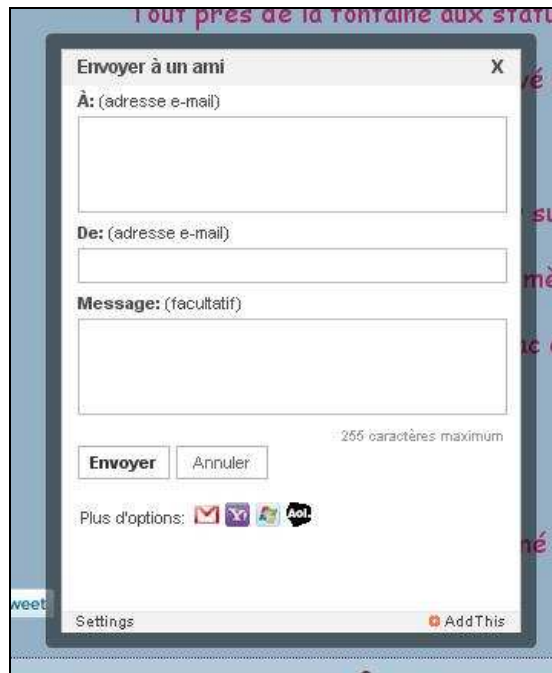 Tout près de la fontaine aux statu
Envoyer à un ami X
À: (adresse e-mail)
De: (adresse e-mail)
Message: (facultatif)
255 caractères maximum
Envoyer Annuler
Plus d'options: Aol.
weet
Settings AddThis